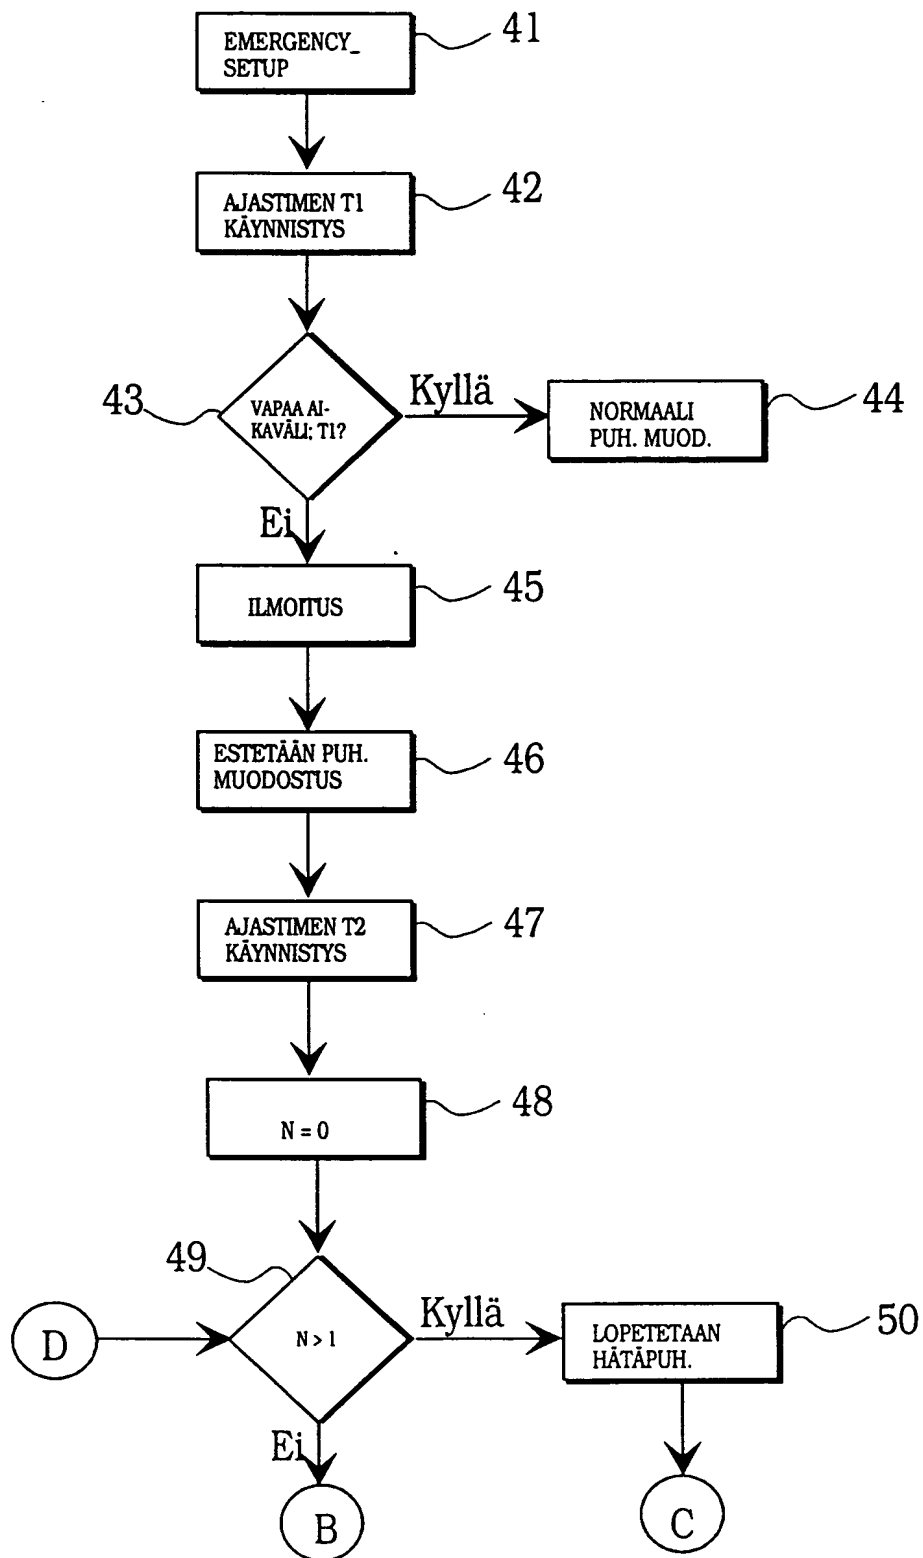 EMERGENCY_
SETUP
41
AJASTIMEN T1
KÄYNNISTYS
42
43
VAPAA AI-
KAVÄLI; T1?
Kyllä
NORMAALI
PUH. MUOD.
44
Ei
ILMOITUS
45
ESTETÄÄN PUH.
MUODOSTUS
46
AJASTIMEN T2
KÄYNNISTYS
47
N = 0
48
49
D
N > 1
Kyllä
LOPETETAAN
HÄTÄPUH.
50
Ei
B
C